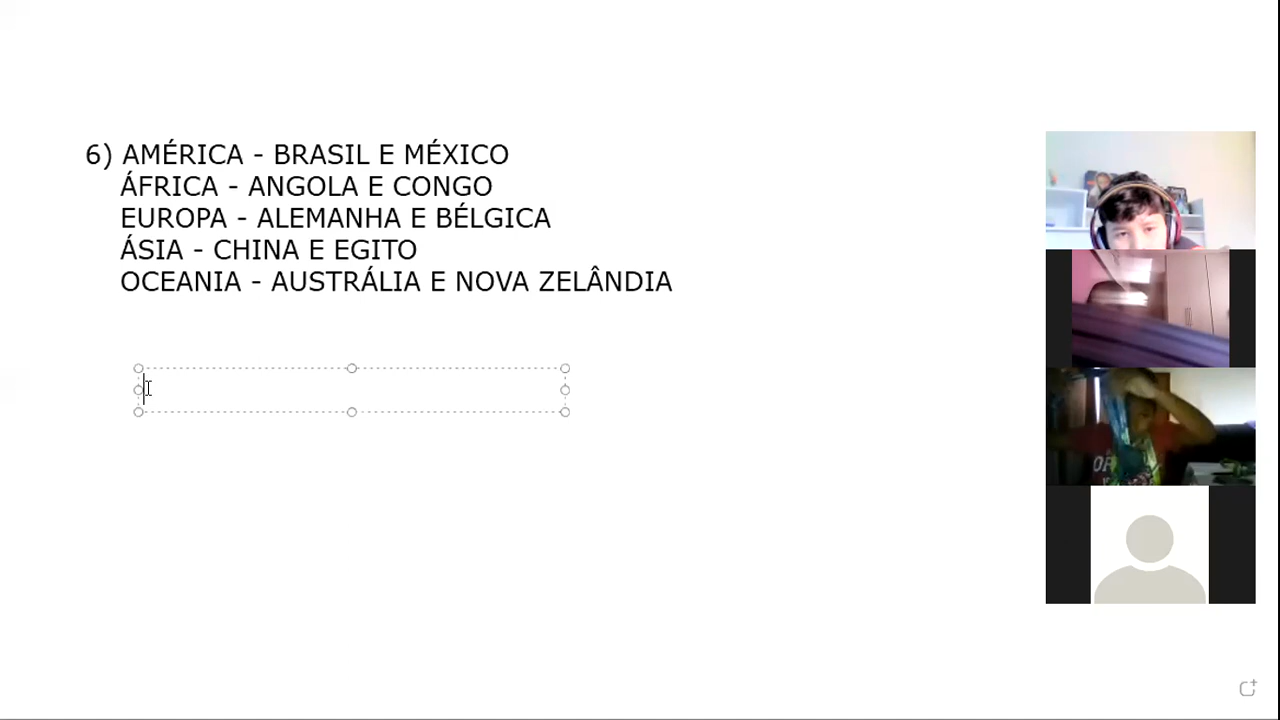 6) AMÉRICA - BRASIL E MÉXICO
ÁFRICA - ANGOLA E CONGO
EUROPA - ALEMANHA E BÉLGICA
ÁSIA - CHINA E EGITO
OCEANIA - AUSTRÁLIA E NOVA ZELÂNDIA